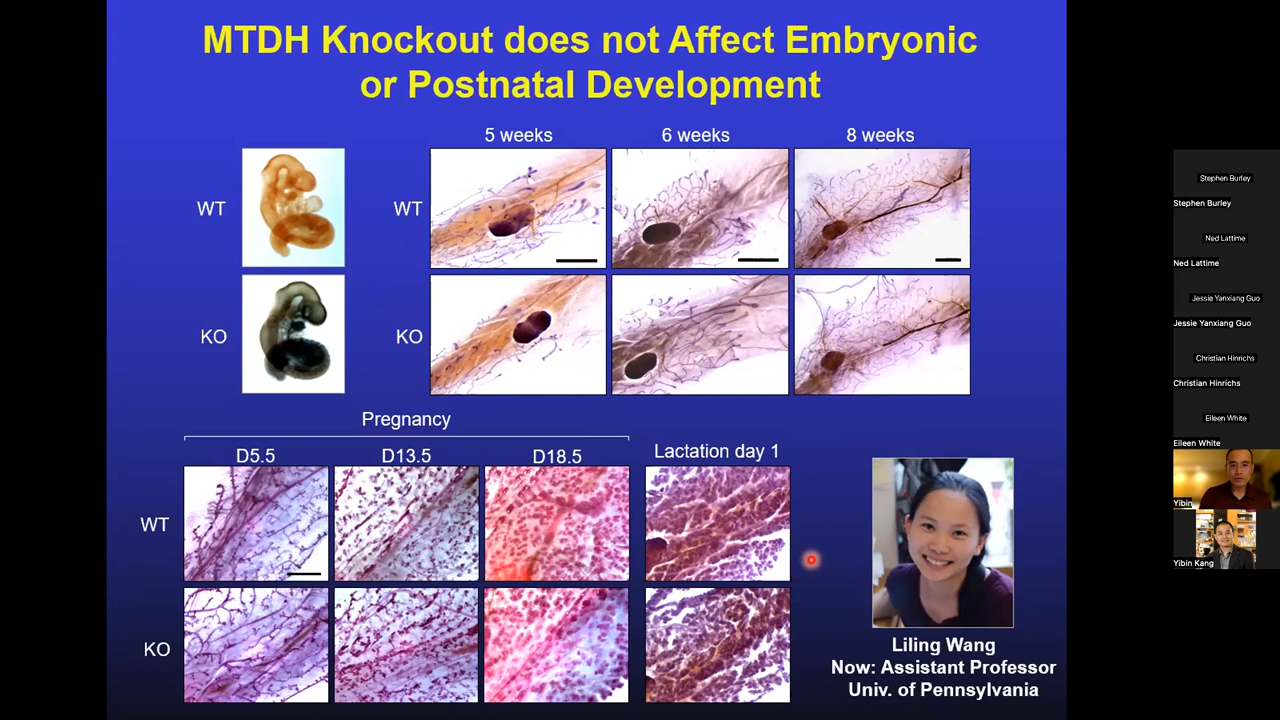 MTDH Knockout does not Affect Embryonic
or Postnatal Development
5 weeks
6 weeks
8 weeks
WT
WT
KO
KO
Pregnancy
D5.5
D13.5
D18.5
Lactation day 1
WT
KO
Liling Wang
Now: Assistant Professor
Univ. of Pennsylvania
Stephen Burley
Stephen Burley
Ned Lattime
Ned Lattime
Jessie Yanxiang Guo
Jessie Yanxiang Guo
Christian Hinrichs
Christian Hinrichs
Eileen White
Eileen White
Yibin
Yibin Kang